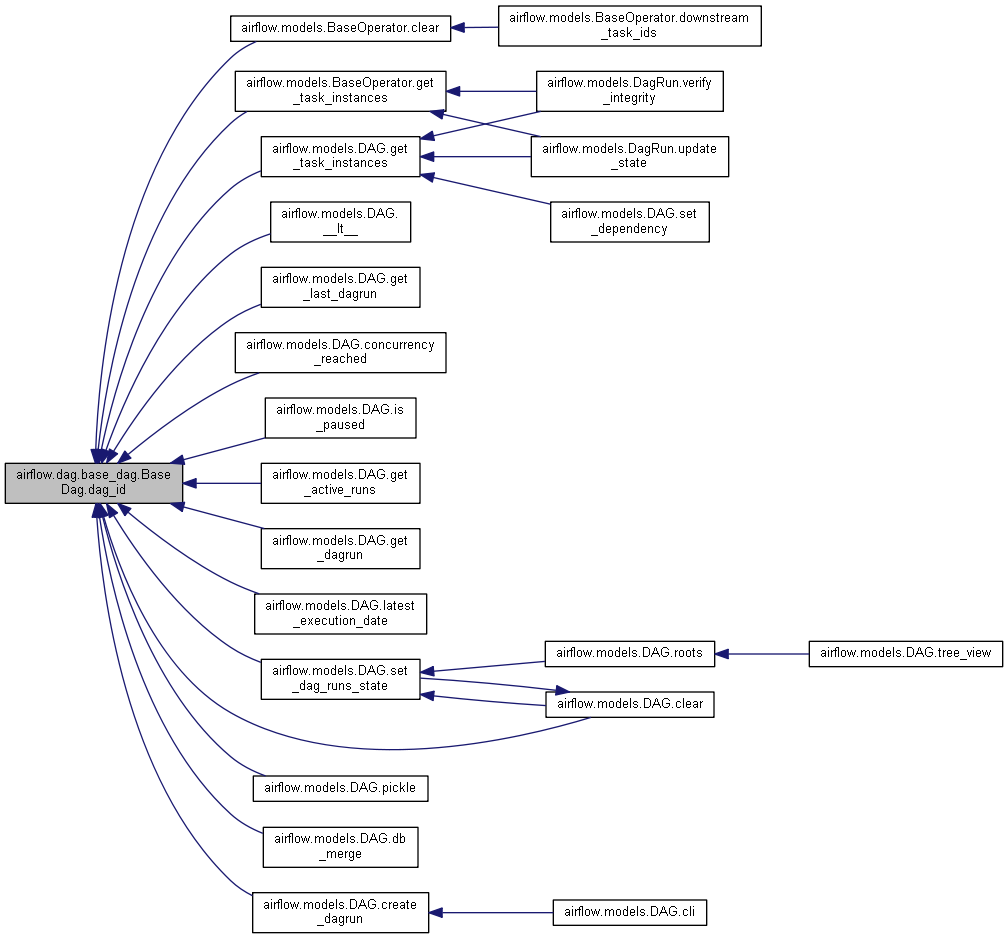 airflow.models.BaseOperator.clear
airflow.models.BaseOperator.downstream
_task_ids
airflow.models.BaseOperator.get
_task_instances
airflow.models.DagRun.verify
_integrity
airflow.models.DAG.get
_task_instances
airflow.models.DagRun.update
_state
airflow.models.DAG.
__lt__
airflow.models.DAG.set
_dependency
airflow.models.DAG.get
_last_dagrun
airflow.models.DAG.concurrency
_reached
airflow.models.DAG.is
_paused
airflow.dag.base_dag.Base
Dag.dag_id
airflow.models.DAG.get
_active_runs
airflow.models.DAG.get
_dagrun
airflow.models.DAG.latest
_execution_date
airflow.models.DAG.set
_dag_runs_state
airflow.models.DAG.roots
airflow.models.DAG.tree_view
airflow.models.DAG.clear
airflow.models.DAG.pickle
airflow.models.DAG.db
_merge
airflow.models.DAG.create
_dagrun
airflow.models.DAG.cli